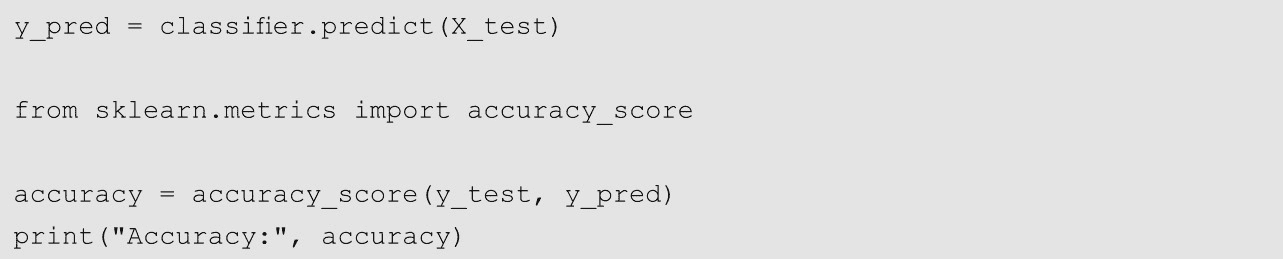 y_pred = classifier.predict(X_test)
from sklearn.metrics import accuracy_score
accuracy = accuracy_score(y_test, y_pred)
print("Accuracy:", accuracy)